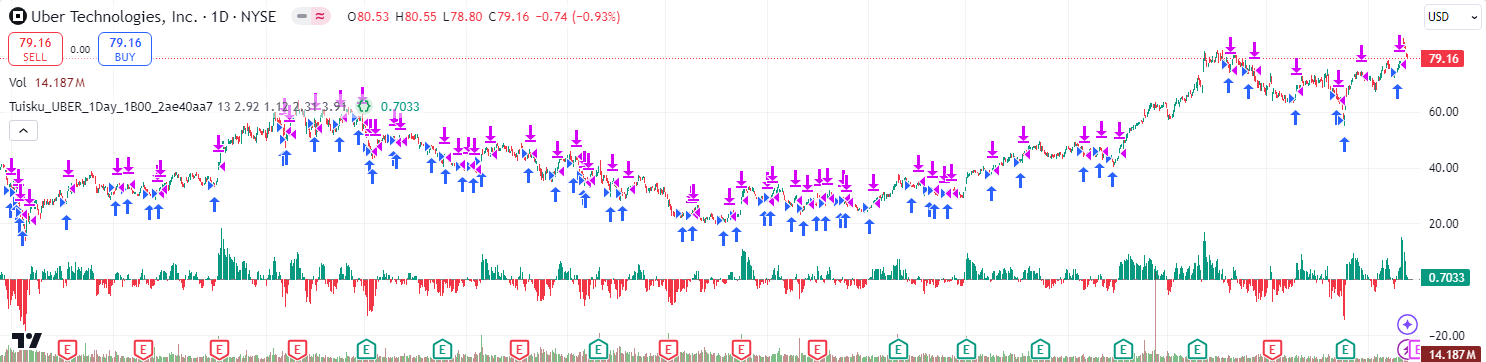 Uber Technologies, Inc. · 1D · NYSE O80.53 H80.55 L78.80 C79.16 −0.74 (−0.93%) USD
79.16 SELL 0.00 79.16 BUY
79.16
Vol 14.187M
Tuisku_UBER_1Day_1B00_2ae40aa7 13 2.92 1.12 2.31 3.91 0.7033
60.00
40.00
20.00
0.7033
−20.00
E E E E E E E E E E E E E E E E E E E
14.187M